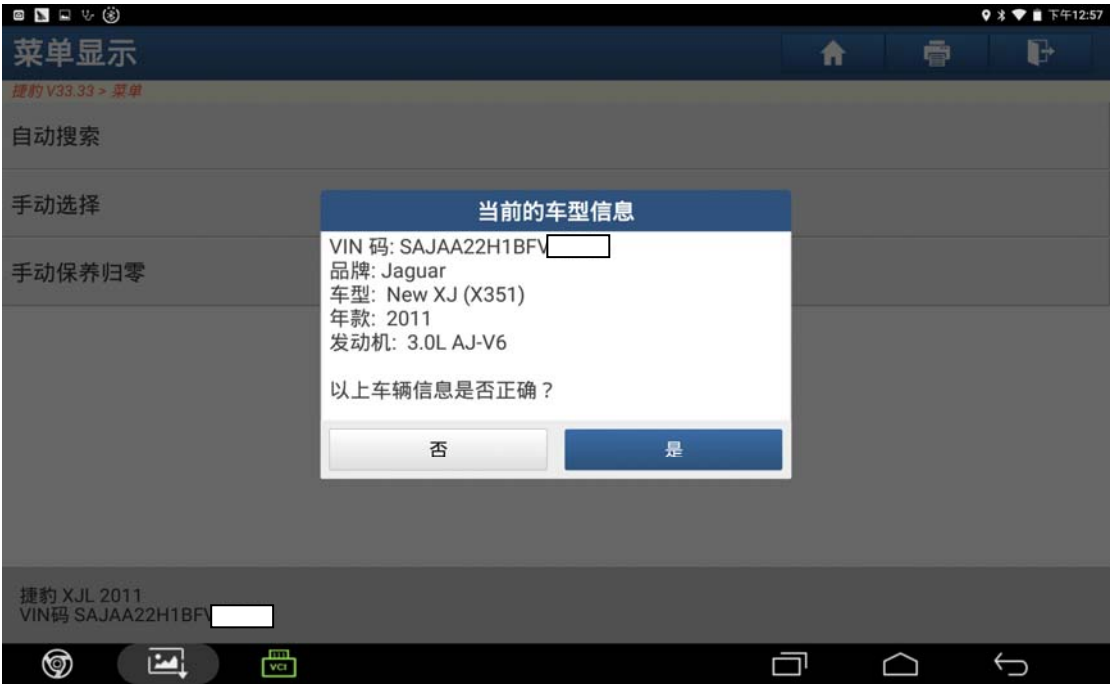 下午12:57
菜单显示
捷豹 V33.33 > 菜单
自动搜索
手动选择
手动保养归零
当前的车型信息
VIN 码: SAJAA22H1BFV
品牌: Jaguar
车型: New XJ (X351)
年款: 2011
发动机: 3.0L AJ-V6
以上车辆信息是否正确？
否
是
捷豹 XJL 2011
VIN码 SAJAA22H1BFV
VCI